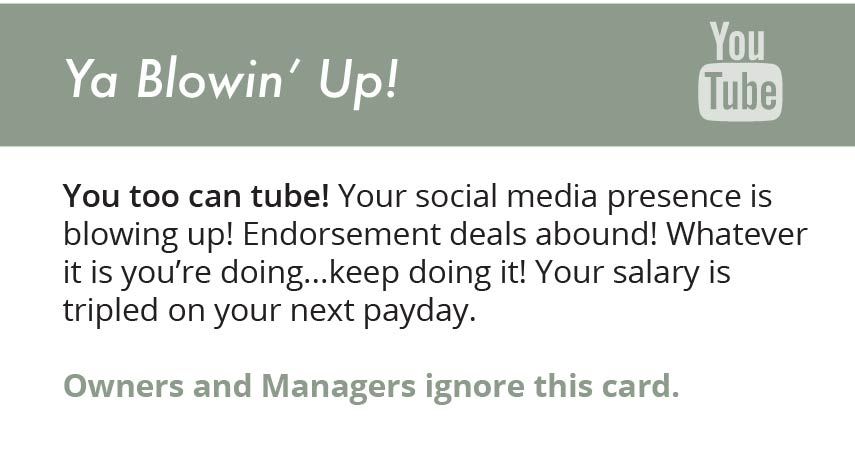 Ya Blowin’ Up!
You
Tube
You too can tube! Your social media presence is
blowing up! Endorsement deals abound! Whatever
it is you’re doing...keep doing it! Your salary is
tripled on your next payday.
Owners and Managers ignore this card.